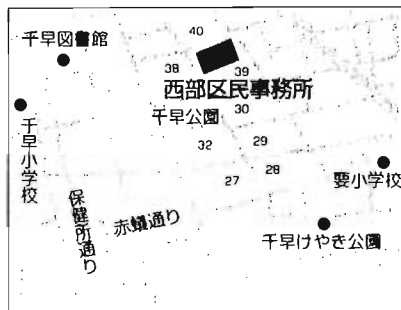 40
千早図書館
38
39
西部区民事務所
千早公園
30
32
29
28
27
千早小学校
要小学校
保健所通り
赤蟻通り
千早けやき公園